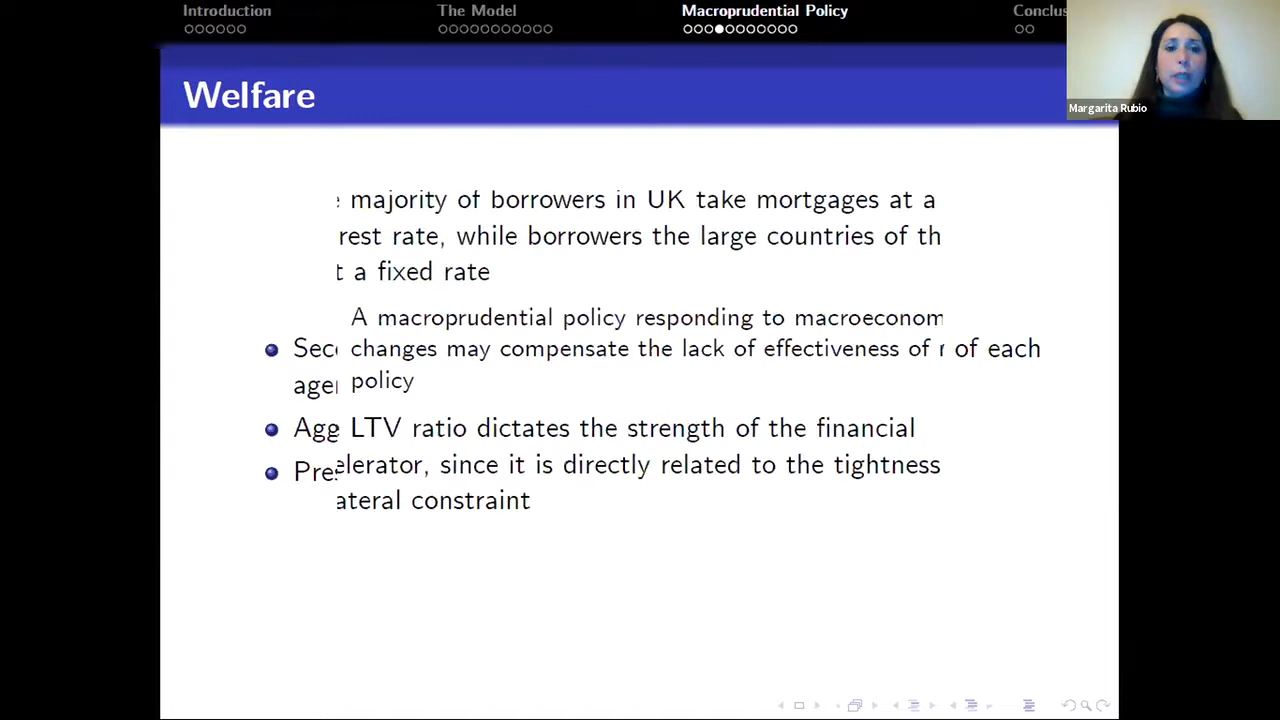 Introduction
The Model
Macroprudential Policy
Conclus
Margarita Rubio
Welfare
majority of borrowers in UK take mortgages at a
rest rate, while borrowers the large countries of th
t a fixed rate
A macroprudential policy responding to macroeconom
Sec changes may compensate the lack of effectiveness of r of each
age policy
Agg LTV ratio dictates the strength of the financial
Pre elerator, since it is directly related to the tightness
ateral constraint